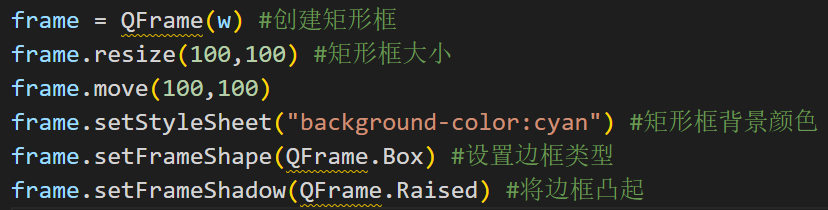 frame = QFrame(w) #创建矩形框
frame.resize(100,100) #矩形框大小
frame.move(100,100)
frame.setStyleSheet("background-color:cyan") #矩形框背景颜色
frame.setFrameShape(QFrame.Box) #设置边框类型
frame.setFrameShadow(QFrame.Raised) #将边框凸起